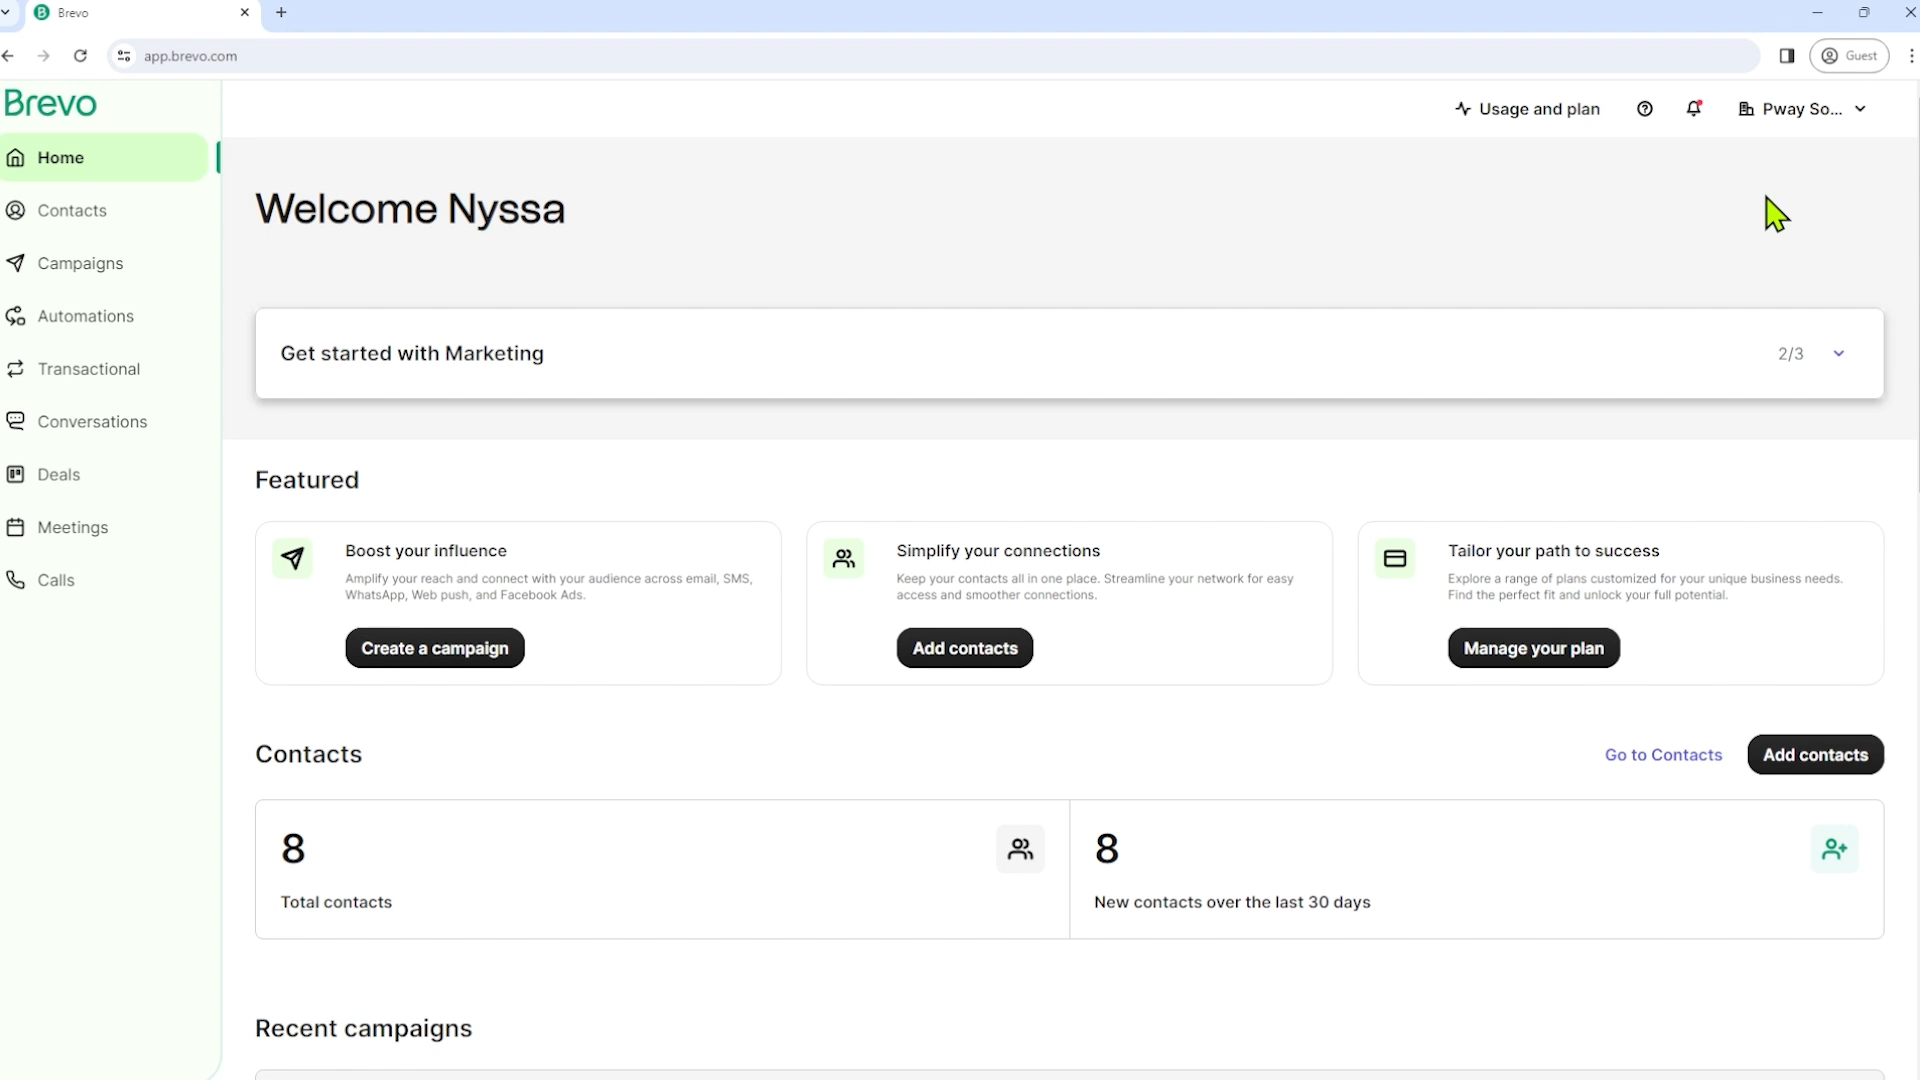 Brevo
app.brevo.com
Guest
Brevo
Usage and plan
Pway So...
Home
Contacts
Campaigns
Automations
Transactional
Conversations
Deals
Meetings
Calls
Welcome Nyssa
Get started with Marketing
2/3
Featured
Boost your influence
Amplify your reach and connect with your audience across email, SMS,
WhatsApp, Web push, and Facebook Ads.
Create a campaign
Simplify your connections
Keep your contacts all in one place. Streamline your network for easy
access and smoother connections.
Add contacts
Tailor your path to success
Explore a range of plans customized for your unique business needs.
Find the perfect fit and unlock your full potential.
Manage your plan
Contacts
Go to Contacts
Add contacts
8
Total contacts
8
New contacts over the last 30 days
Recent campaigns